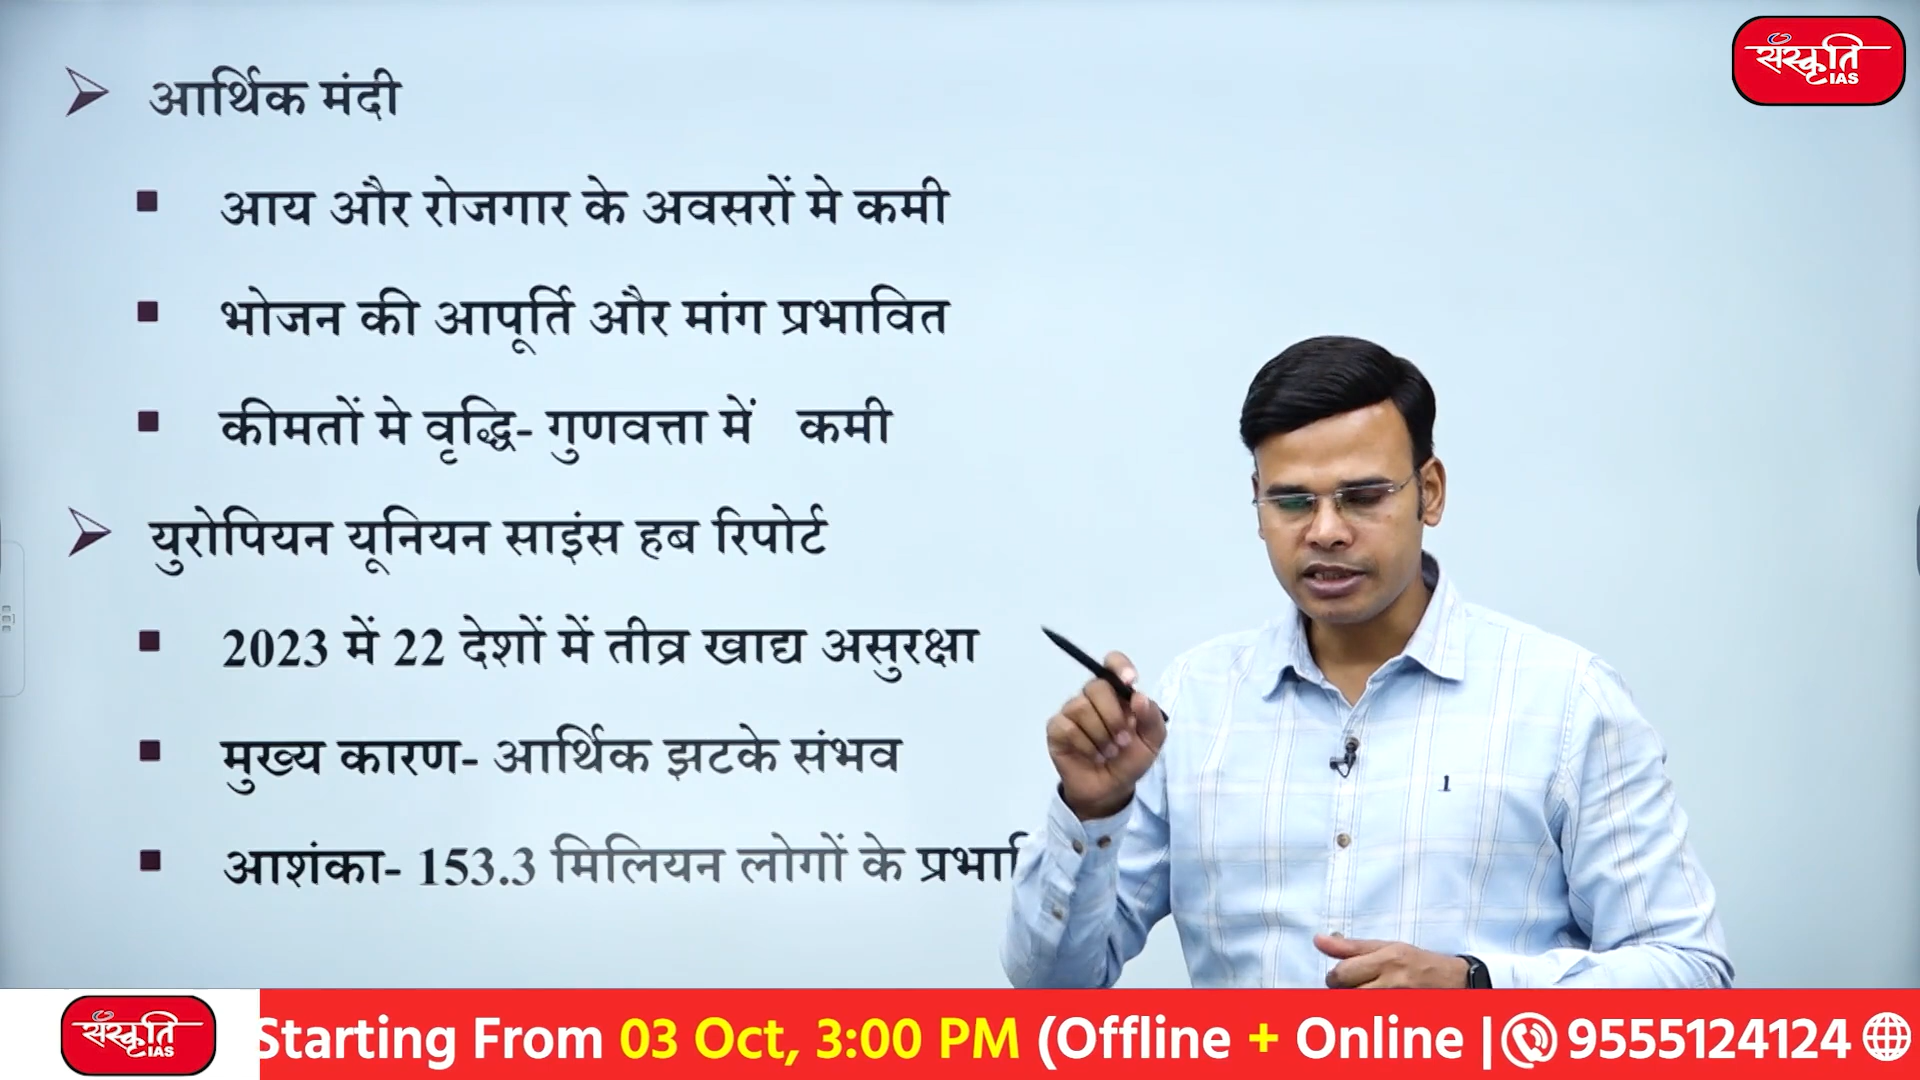 संस्कृति
IAS
आर्थिक मंदी
आय और रोजगार के अवसरों मे कमी
भोजन की आपूर्ति और मांग प्रभावित
कीमतों मे वृद्धि- गुणवत्ता में कमी
युरोपियन यूनियन साइंस हब रिपोर्ट
2023 में 22 देशों में तीव्र खाद्य असुरक्षा
मुख्य कारण- आर्थिक झटके संभव
आशंका- 153.3 मिलियन लोगों के
1
संस्कृति
IAS
Starting From 03 Oct, 3:00 PM (Offline + Online | 9555124124